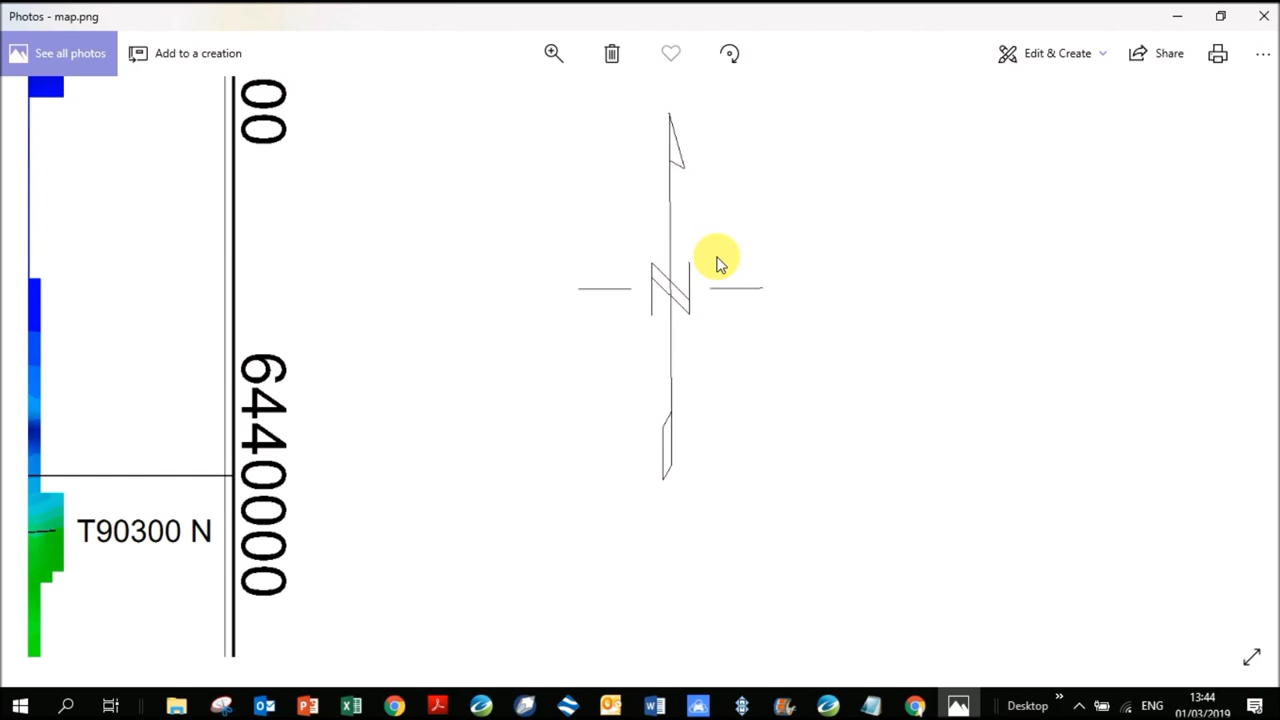 Photos - map.png
See all photos
Add to a creation
Edit & Create
Share
00
N
6440000
T90300 N
Desktop
ENG
13:44
01/03/2019